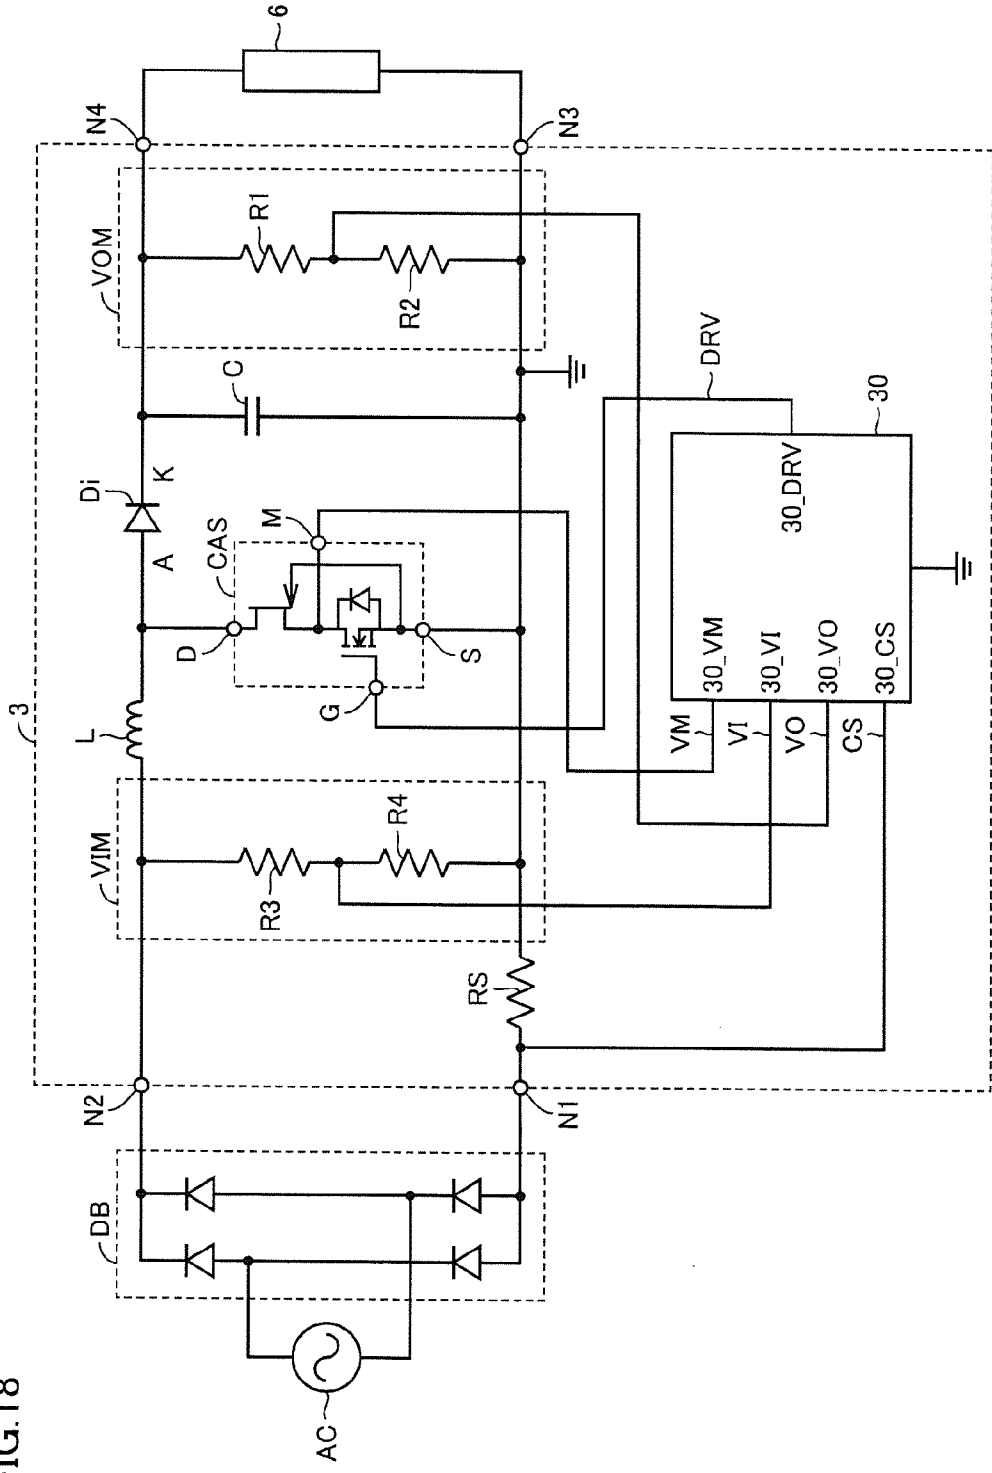 FIG.18
3
6
N4
N3
VOM
R1
R2
C
Di
K
A
CAS
M
D
S
G
L
VIM
R3
R4
RS
N2
N1
DB
AC
DRV
30
30_DRV
30_VM
30_VI
30_VO
30_CS
VM
VI
VO
CS